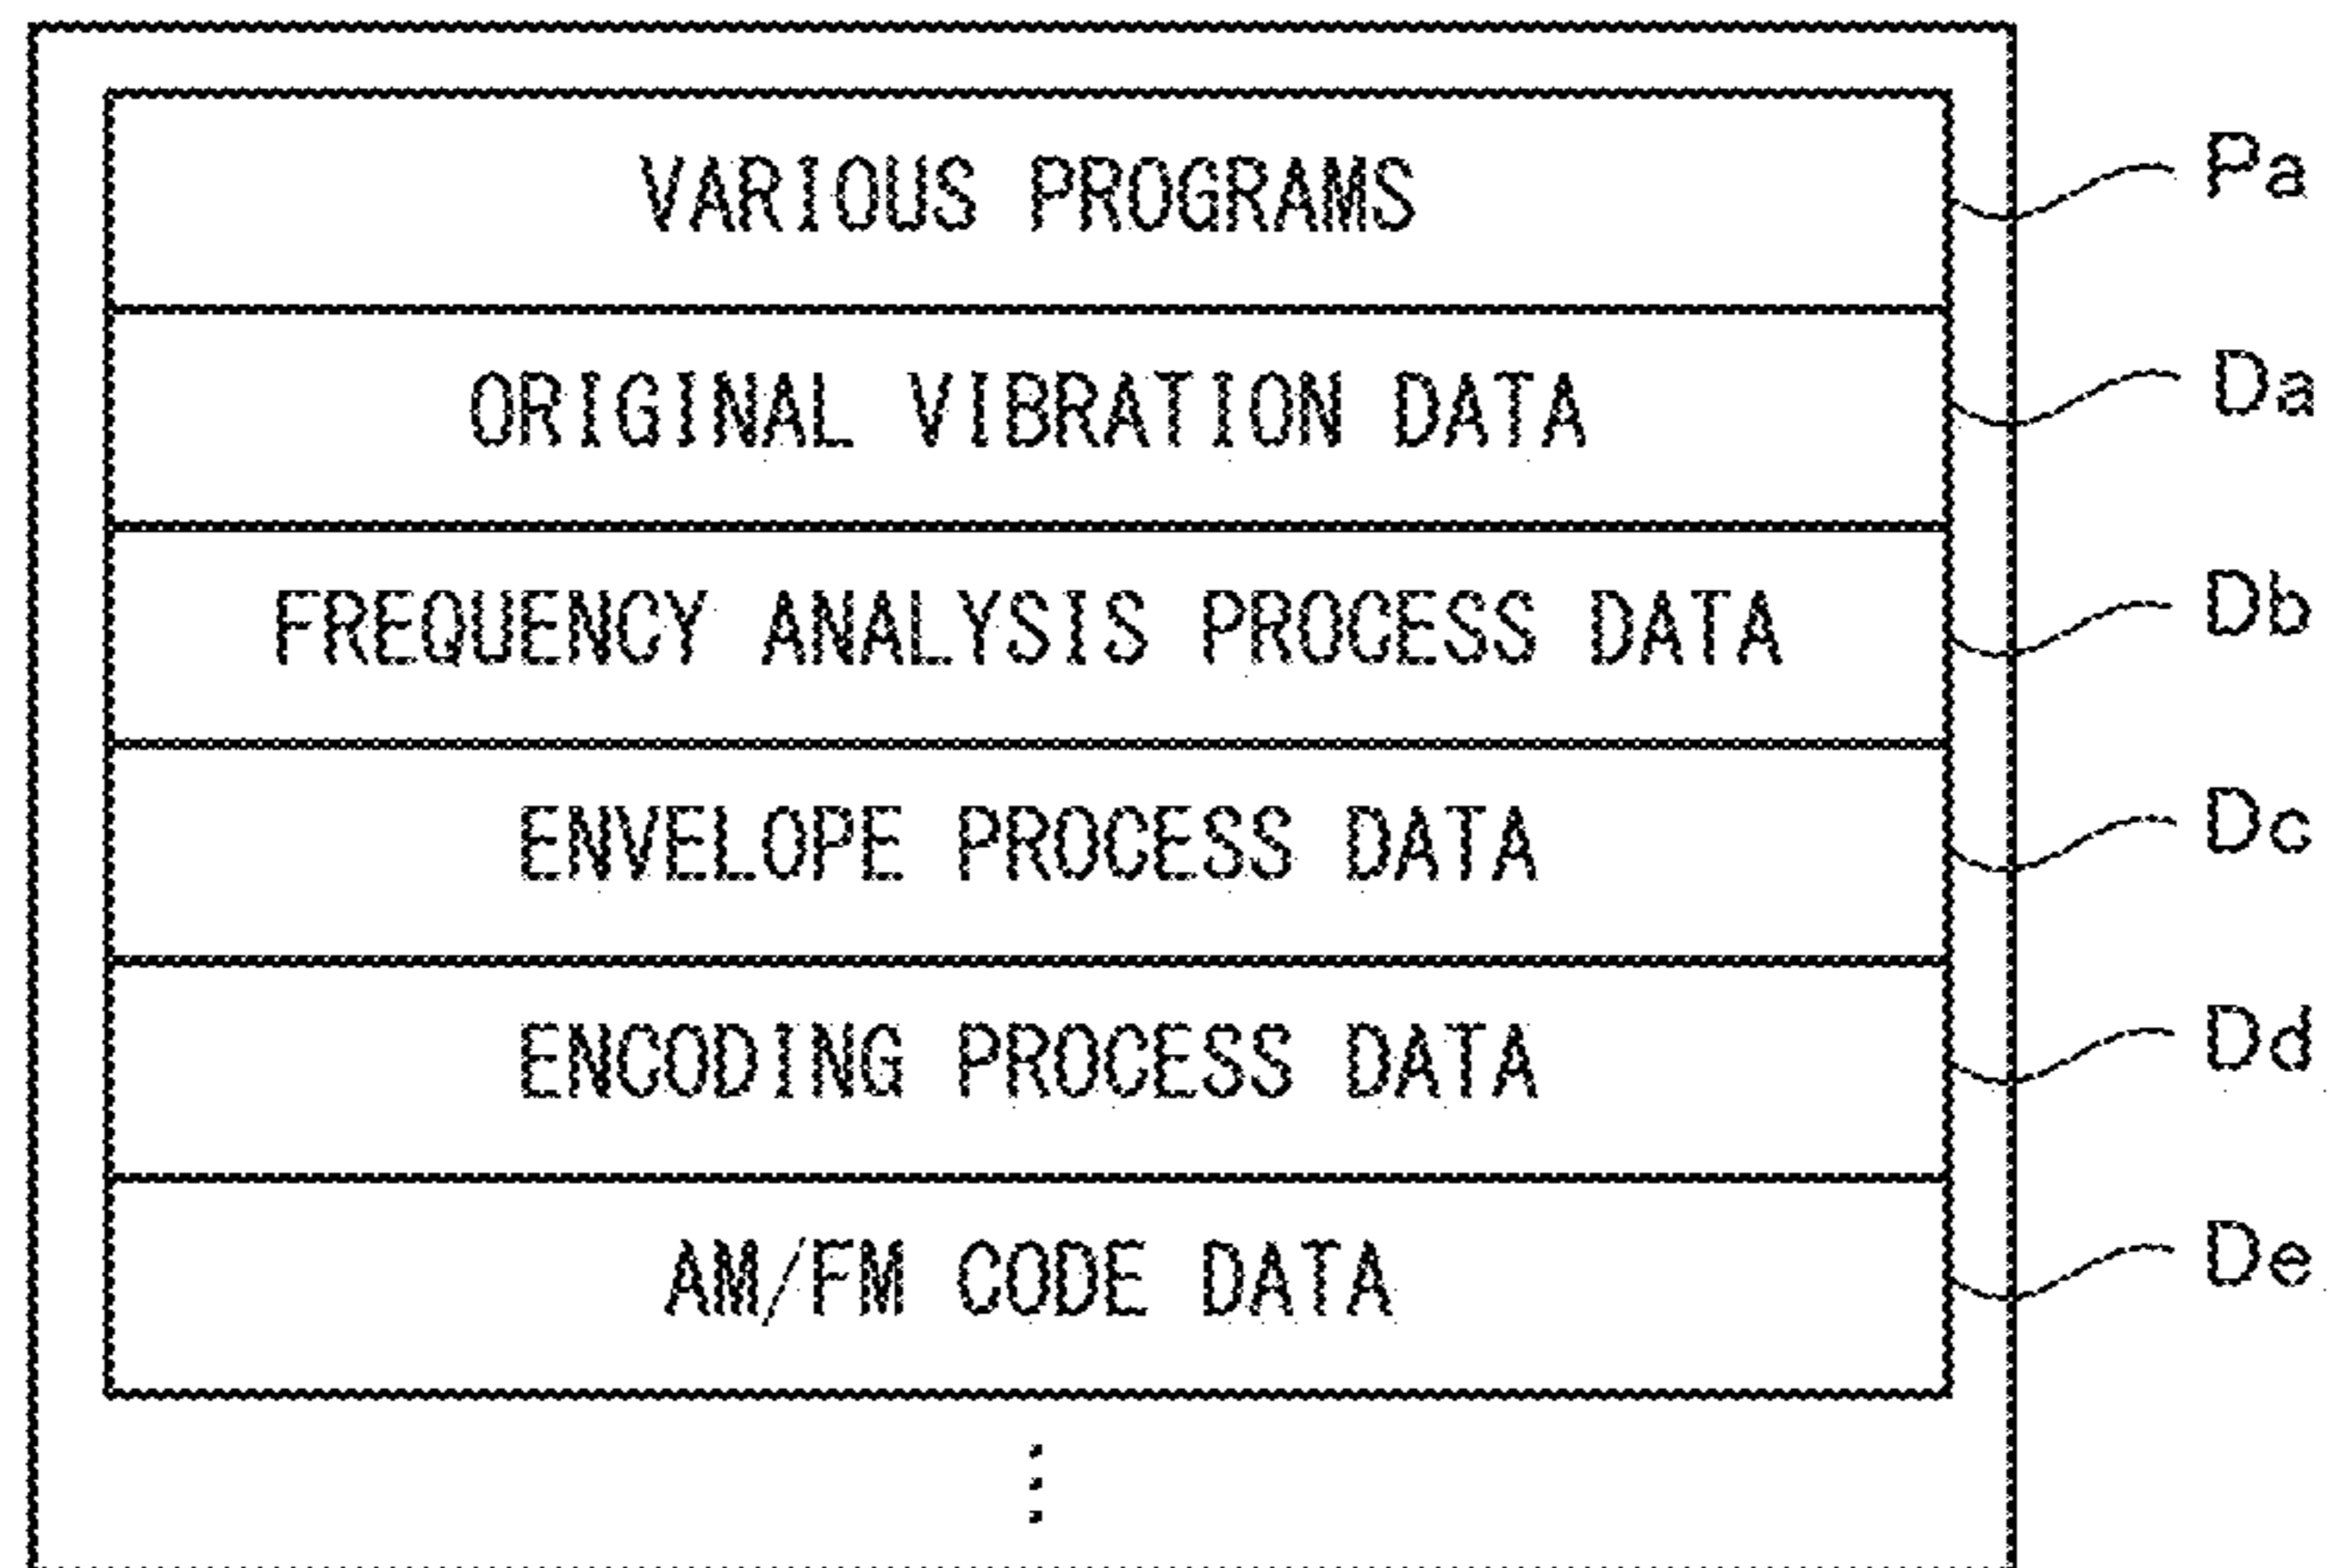 VARIOUS PROGRAMS Pa
ORIGINAL VIBRATION DATA Da
FREQUENCY ANALYSIS PROCESS DATA Db
ENVELOPE PROCESS DATA Dc
ENCODING PROCESS DATA Dd
AM/FM CODE DATA De